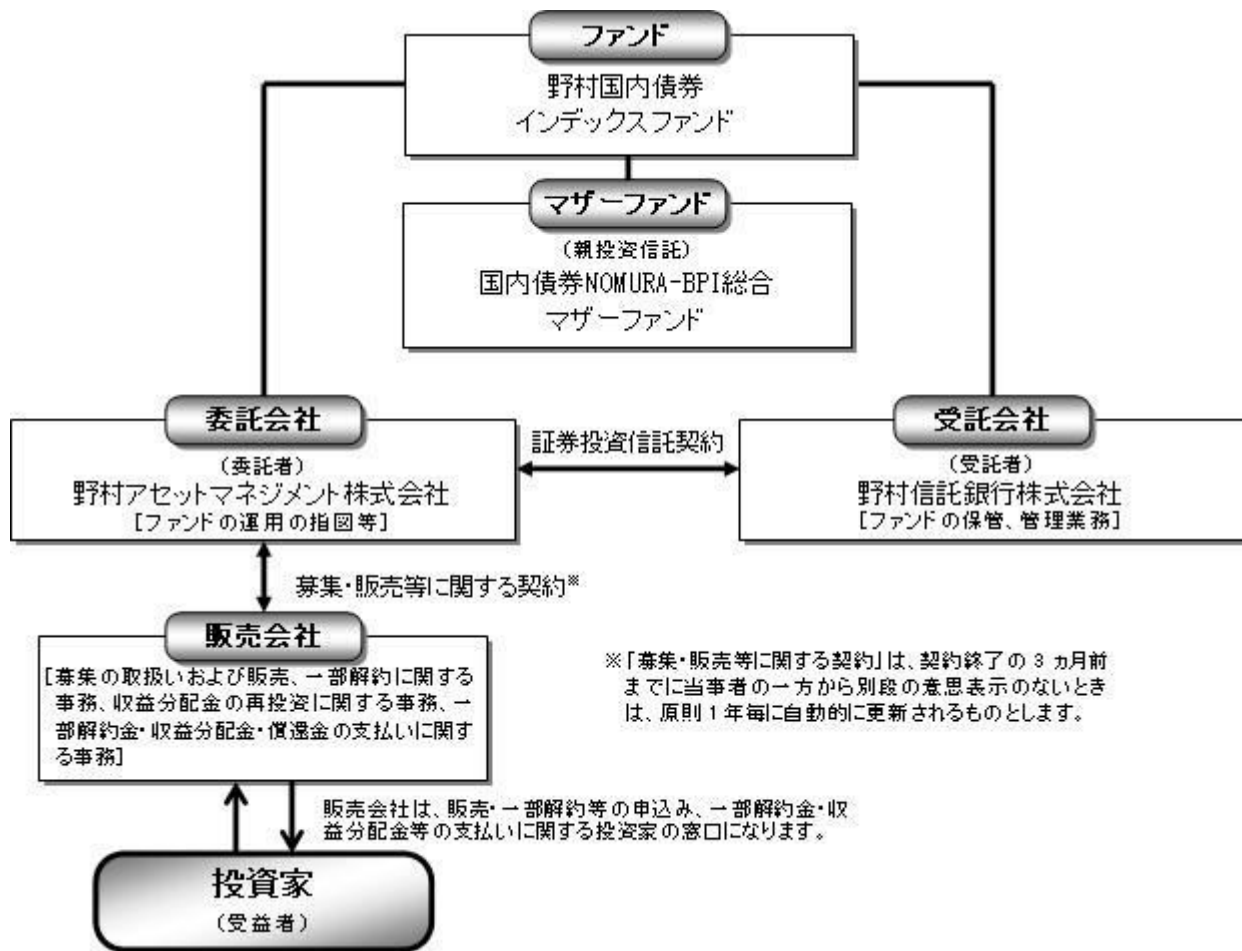 ファンド
野村国内債券
インデックスファンド
マザーファンド
(親投資信託)
国内債券NOMURA-BPI総合
マザーファンド
委託会社
(委託者)
野村アセットマネジメント株式会社
[ファンドの運用の指図等]
証券投資信託契約
受託会社
(受託者)
野村信託銀行株式会社
[ファンドの保管、管理業務]
募集・販売等に関する契約※
販売会社
[募集の取扱いおよび販売、一部解約に関する
事務、収益分配金の再投資に関する事務、一
部解約金・収益分配金・償還金の支払いに関す
る事務]
※「募集・販売等に関する契約」は、契約終了の3ヵ月前
までに当事者の一方から別段の意思表示のないとき
は、原則1年毎に自動的に更新されるものとします。
販売会社は、販売・一部解約等の申込み、一部解約金・収
益分配金等の支払いに関する投資家の窓口になります。
投資家
(受益者)